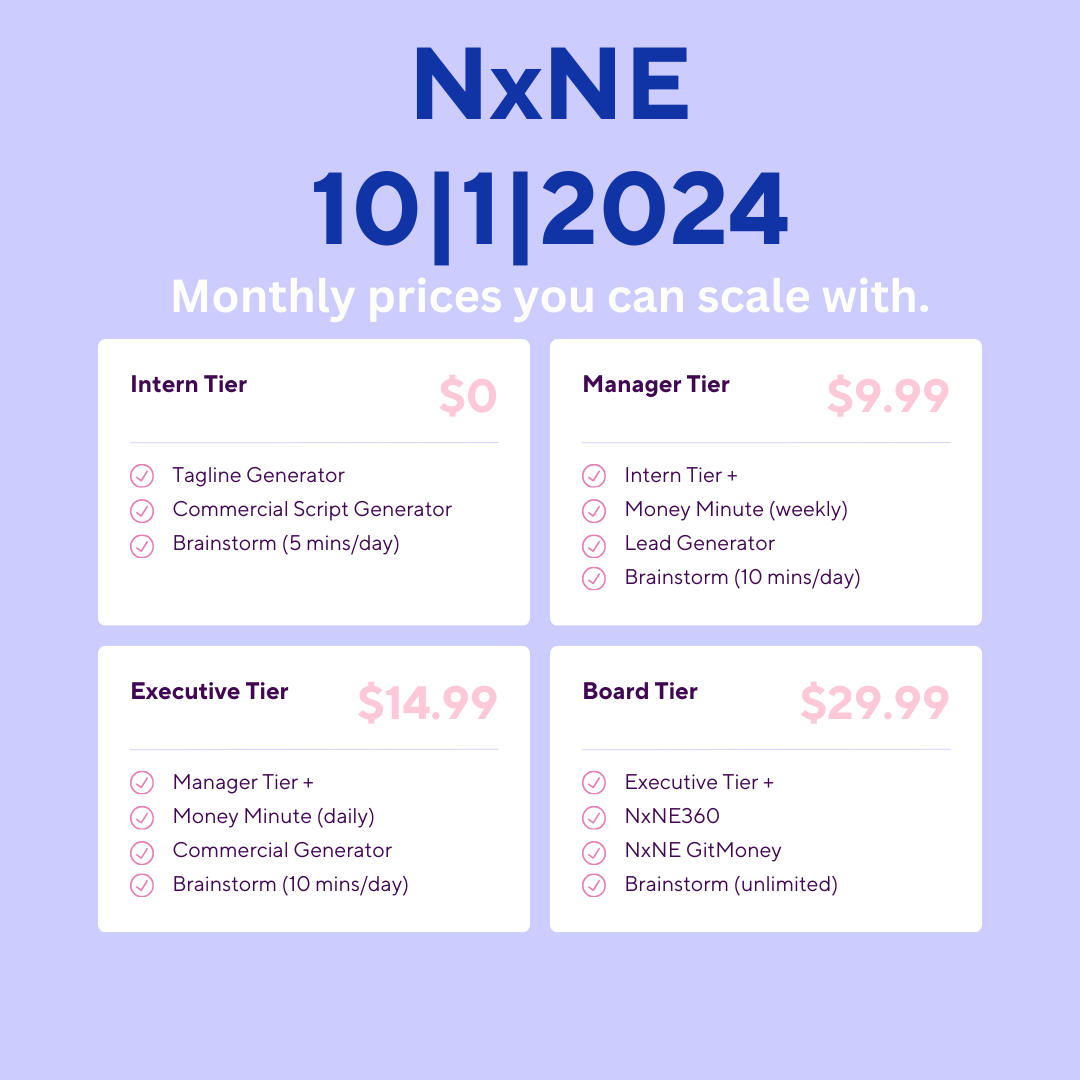 NxNE
10|1|2024
Monthly prices you can scale with.
Intern Tier
$0
Tagline Generator
Commercial Script Generator
Brainstorm (5 mins/day)
Manager Tier
$9.99
Intern Tier +
Money Minute (weekly)
Lead Generator
Brainstorm (10 mins/day)
Executive Tier
$14.99
Manager Tier +
Money Minute (daily)
Commercial Generator
Brainstorm (10 mins/day)
Board Tier
$29.99
Executive Tier +
NxNE360
NxNE GitMoney
Brainstorm (unlimited)